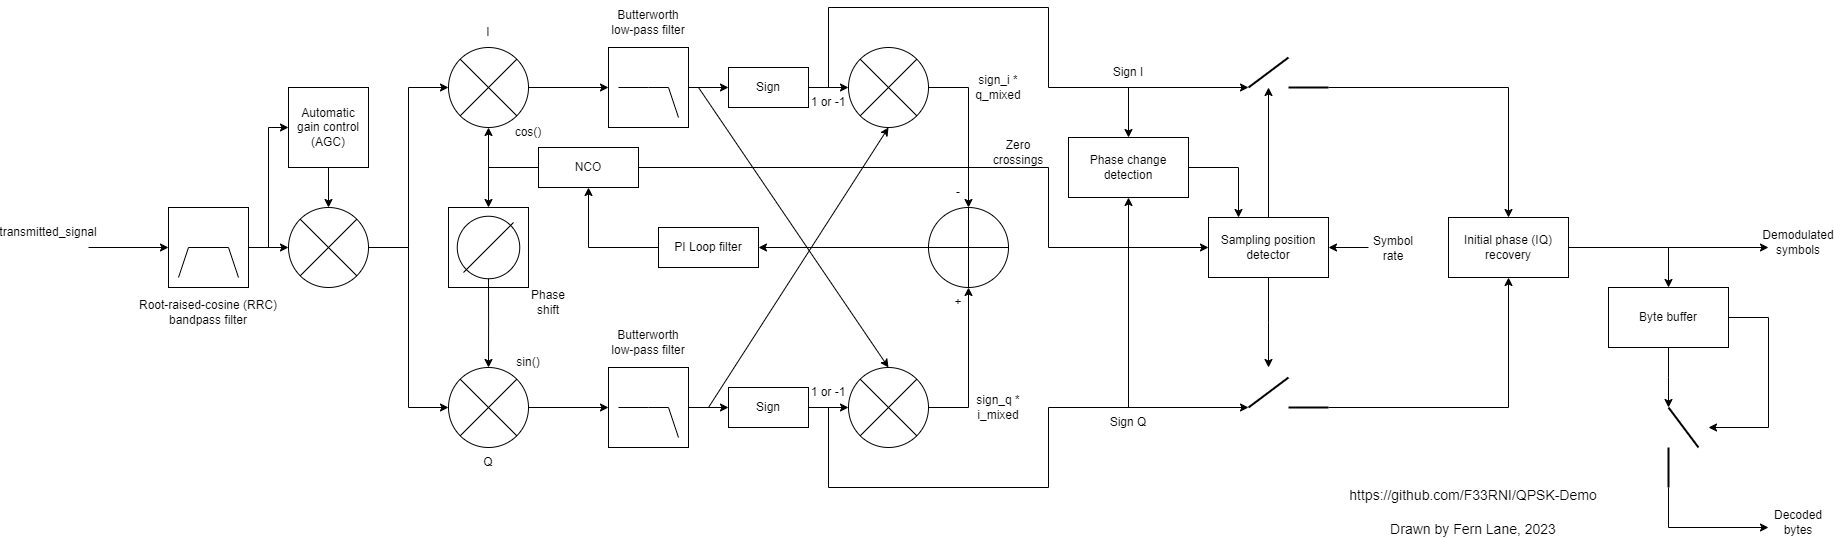 Butterworth
low-pass filter
I
Automatic
gain control
(AGC)
cos()
Sign
1 or -1
sign_i *
q_mixed
Sign I
NCO
Zero
crossings
Phase change
detection
-
transmitted_signal
PI Loop filter
Sampling position
detector
Symbol
rate
Initial phase (IQ)
recovery
Demodulated
symbols
Root-raised-cosine (RRC)
bandpass filter
Phase
shift
+
Byte buffer
Butterworth
low-pass filter
sin()
Sign
1 or -1
sign_q *
i_mixed
Sign Q
Q
https://github.com/F33RNI/QPSK-Demo
Drawn by Fern Lane, 2023
Decoded
bytes